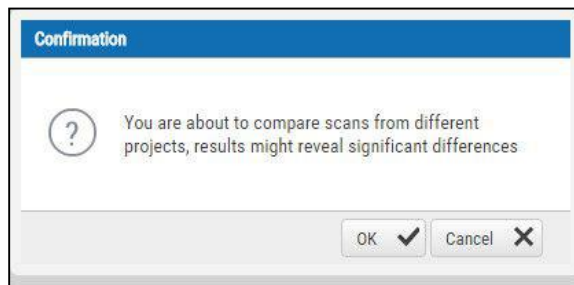 Confirmation
You are about to compare scans from different
projects, results might reveal significant differences
OK Cancel